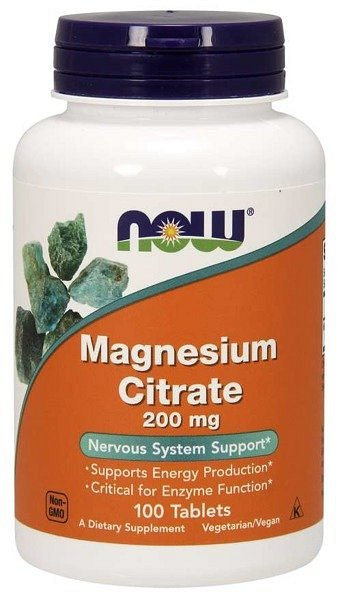 NOW®
Magnesium
Citrate
200 mg
Nervous System Support*
• Supports Energy Production*
• Critical for Enzyme Function*
100 Tablets
Non-
GMO
A Dietary Supplement Vegetarian/Vegan
K